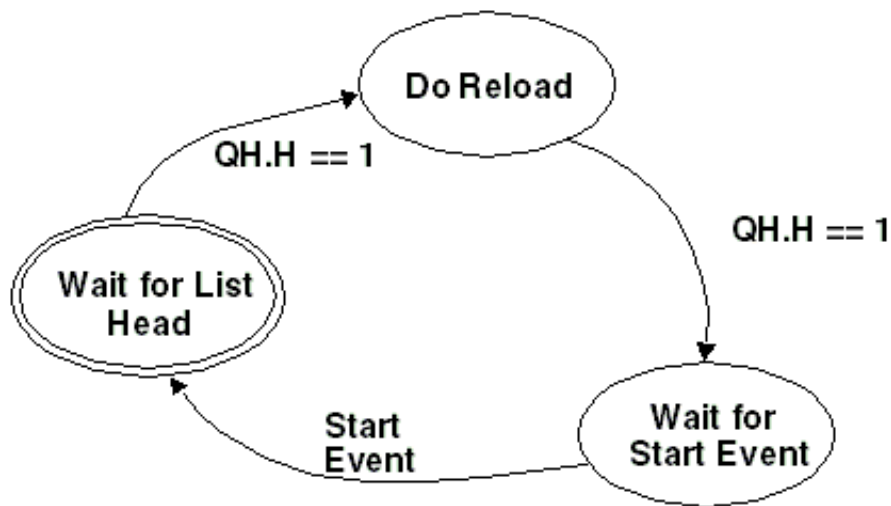 Do Reload
QH.H == 1
QH.H == 1
Wait for List
Head
Start
Event
Wait for
Start Event